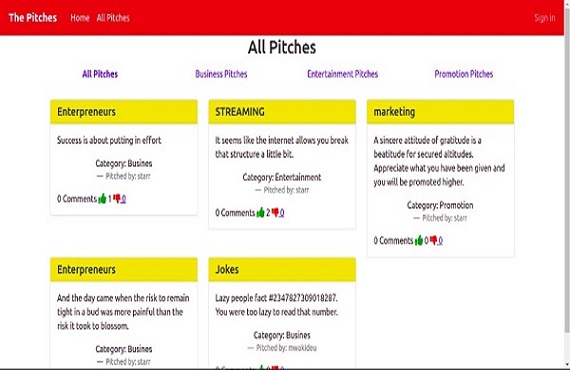 The Pitches Home All Pitches Sign in
All Pitches
All Pitches Business Pitches Entertainment Pitches Promotion Pitches
Enterpreneurs
Success is about putting in effort
Category: Busines
— Pitched by: starr
0 Comments 1 0
STREAMING
It seems like the internet allows you break
that structure a little bit.
Category: Entertainment
— Pitched by: starr
0 Comments 2 0
marketing
A sincere attitude of gratitude is a
beatitude for secured altitudes.
Appreciate what you have been given and
you will be promoted higher.
Category: Promotion
— Pitched by: starr
0 Comments 0 0
Enterpreneurs
And the day came when the risk to remain
tight in a bud was more painful than the
risk it took to blossom.
Category: Busines
— Pitched by: starr
Jokes
Lazy people fact #2347827309018287.
You were too lazy to read that number.
Category: Busines
— Pitched by: mwakideu